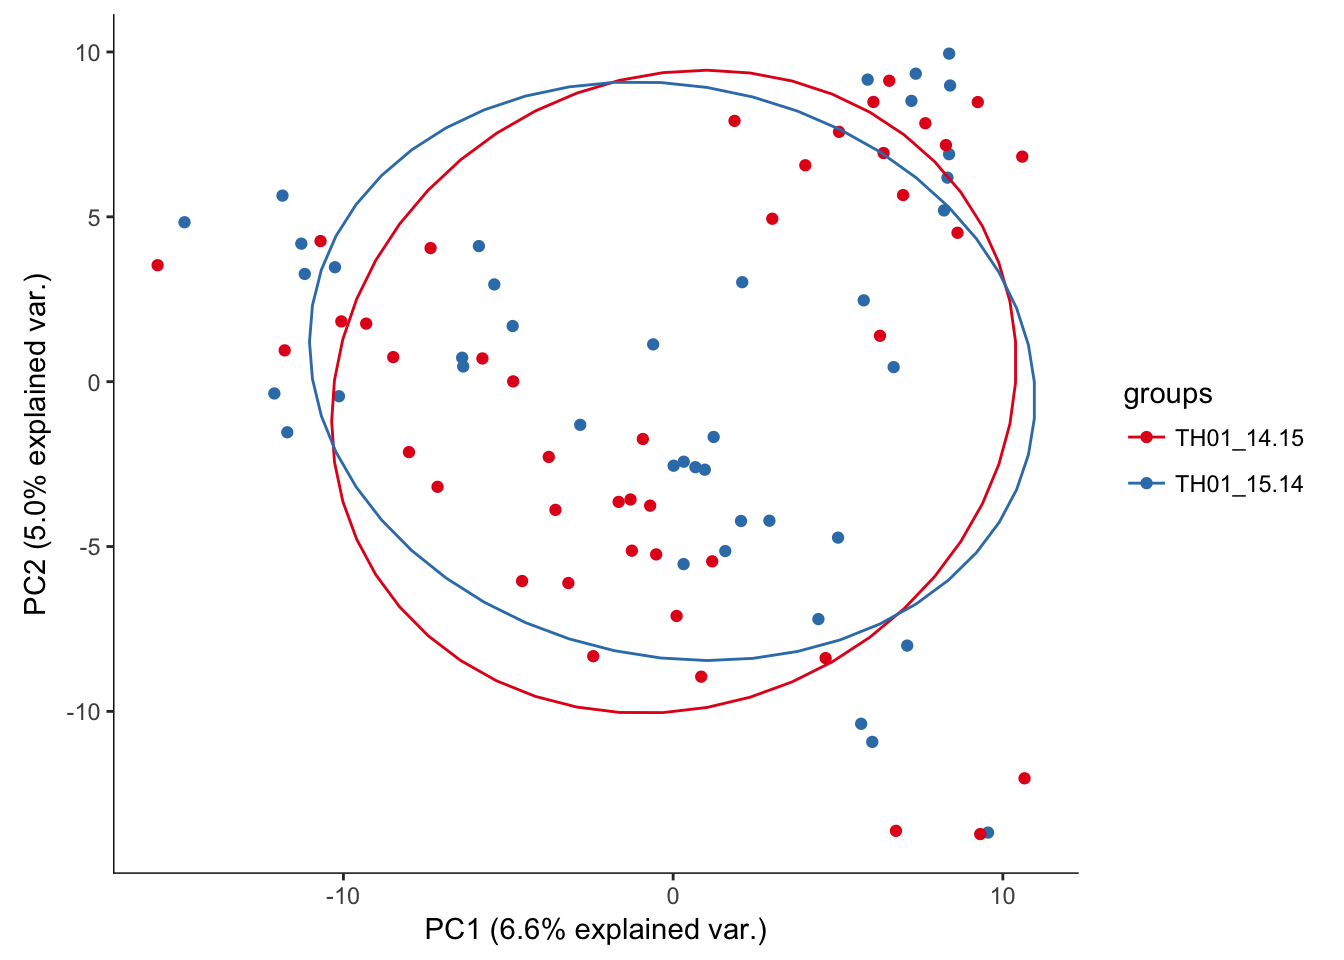 10
5
0
-5
-10
PC2 (5.0% explained var.)
-10
0
10
PC1 (6.6% explained var.)
groups
TH01_14.15
TH01_15.14